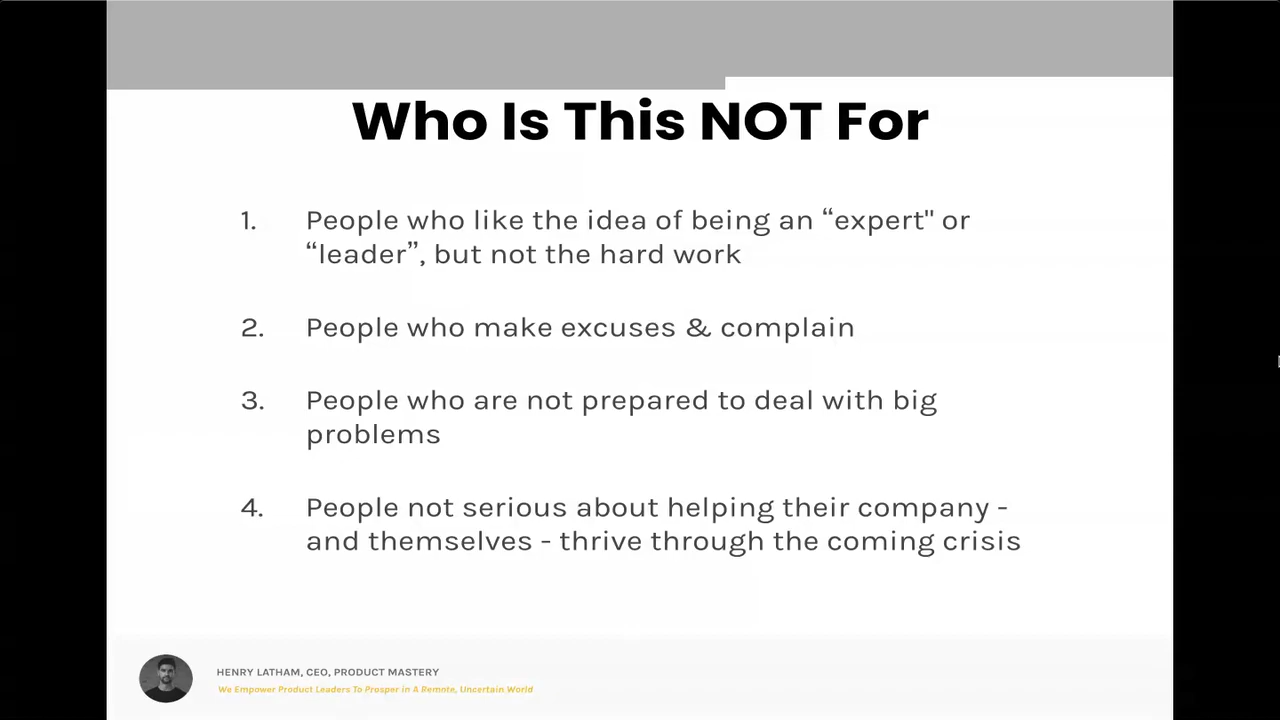 Who Is This NOT For
1. People who like the idea of being an “expert" or
“leader”, but not the hard work
2. People who make excuses & complain
3. People who are not prepared to deal with big
problems
4. People not serious about helping their company -
and themselves - thrive through the coming crisis
HENRY LATHAM, CEO, PRODUCT MASTERY
We Empower Product Leaders To Prosper in A Remote, Uncertain World